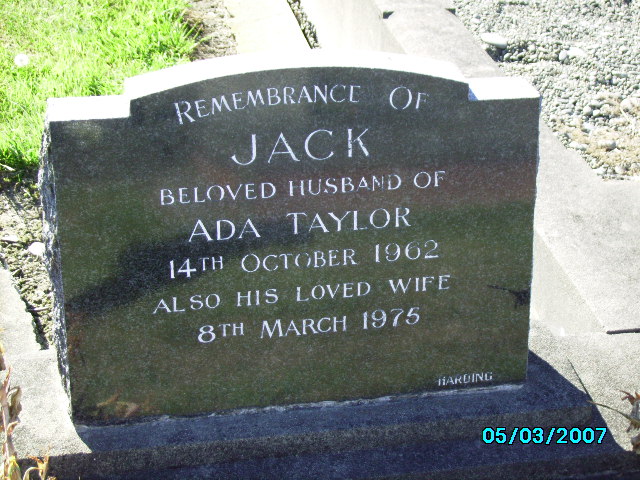 REMEMBRANCE OF
JACK
BELOVED HUSBAND OF
ADA TAYLOR
14TH OCTOBER 1962
ALSO HIS LOVED WIFE
8TH MARCH 1975
HARDING
05/03/2007